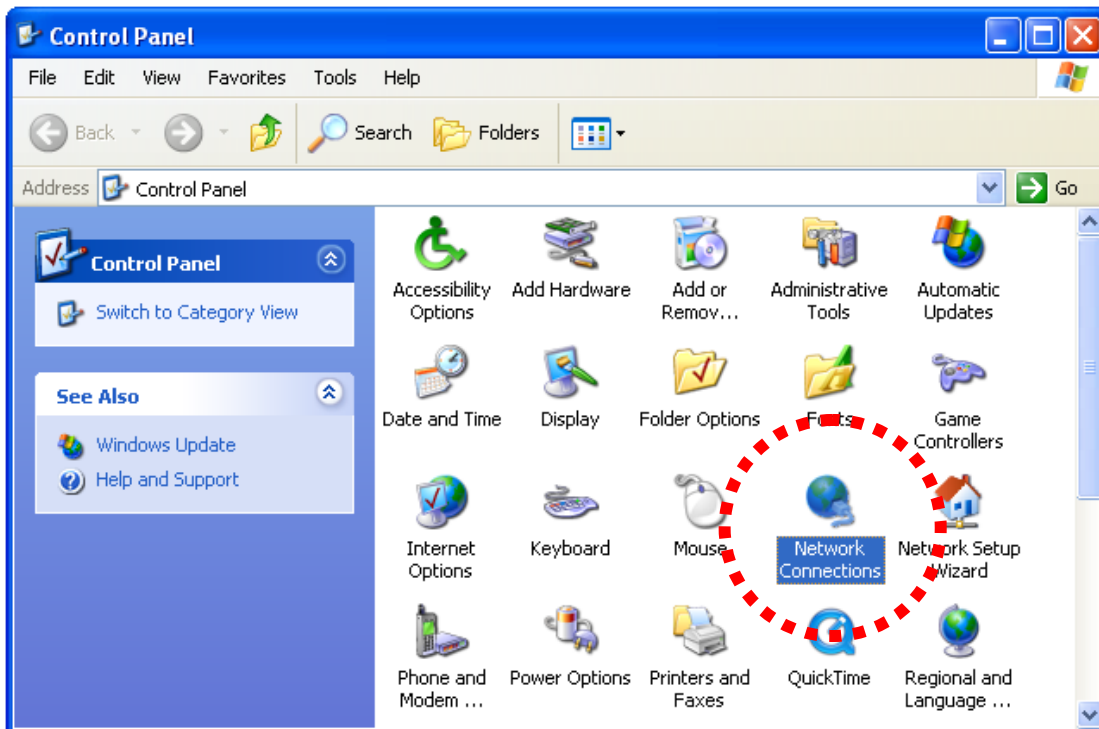 Control Panel
File Edit View Favorites Tools Help
Back Search Folders
Address Control Panel Go
Control Panel
Switch to Category View
See Also
Windows Update
Help and Support
Accessibility Options
Add Hardware
Add or Remov...
Administrative Tools
Automatic Updates
Date and Time
Display
Folder Options
Fonts
Game Controllers
Internet Options
Keyboard
Mouse
Network Connections
Network Setup Wizard
Phone and Modem ...
Power Options
Printers and Faxes
QuickTime
Regional and Language ...